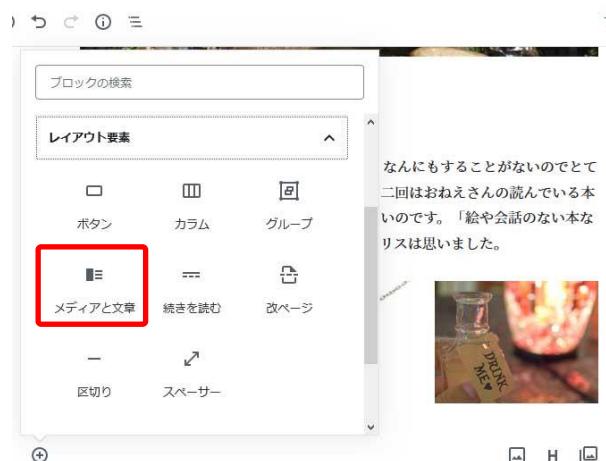 ブロックの検索
レイアウト要素
ボタン
カラム
グループ
メディアと文章
続きを読む
改ページ
区切り
スペーサー
なんにもすることがないのでとて
二回はおねえさんの読んでいる本
いのです。「絵や会話のない本な
リスは思いました。
DRINK
ME
H